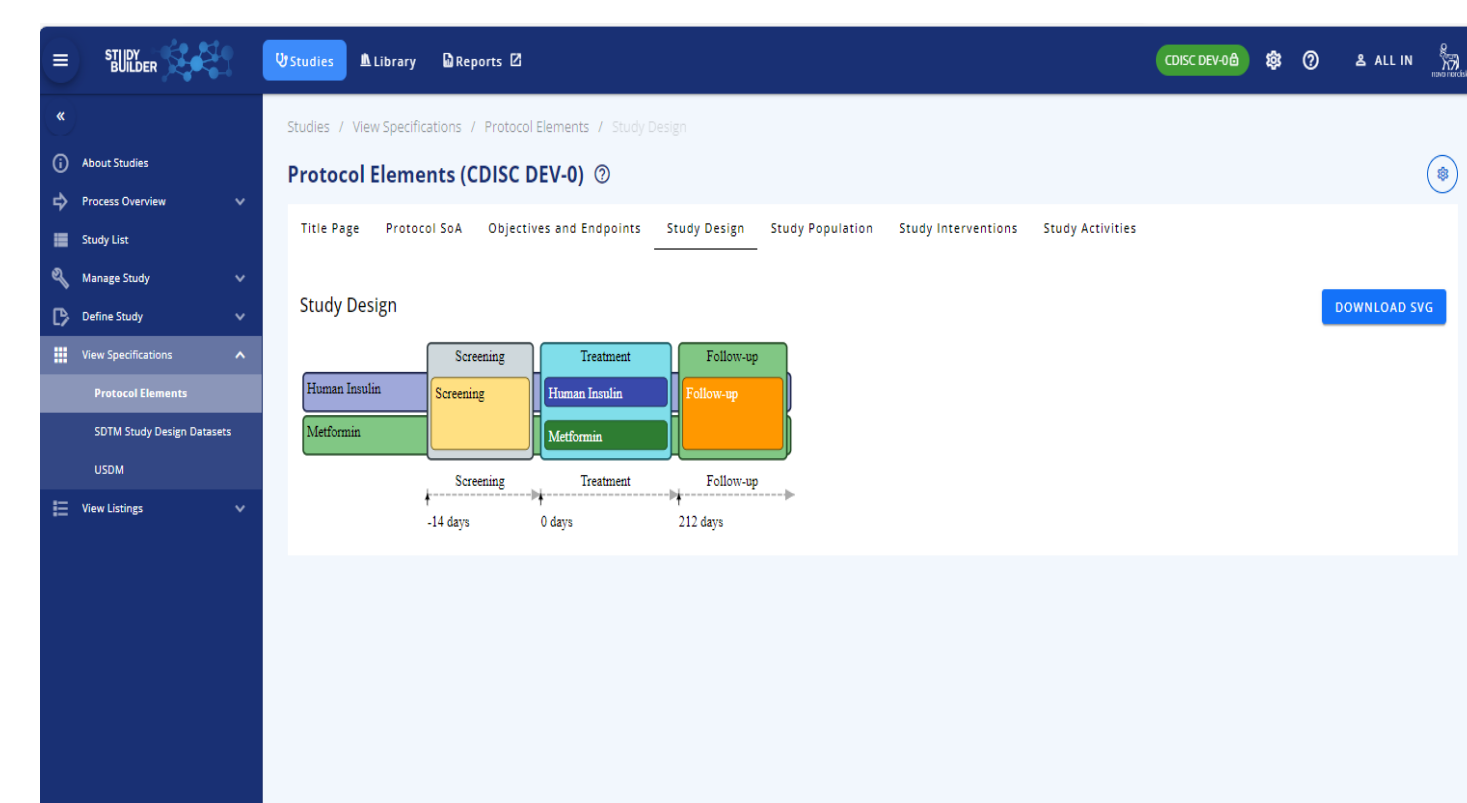 STUDY BUILDER
Studies Library Reports CDISC DEV-0 ALL IN
novo nordisk
Studies / View Specifications / Protocol Elements / Study Design
About Studies
Protocol Elements (CDISC DEV-0)
Process Overview
Study List
Manage Study
Define Study
View Specifications
Protocol Elements
SDTM Study Design Datasets
USDM
View Listings
Title Page Protocol SoA Objectives and Endpoints Study Design Study Population Study Interventions Study Activities
Study Design
DOWNLOAD SVG
Screening Treatment Follow-up
Human Insulin Screening Human Insulin Follow-up
Metformin Metformin
Screening Treatment Follow-up
-14 days 0 days 212 days